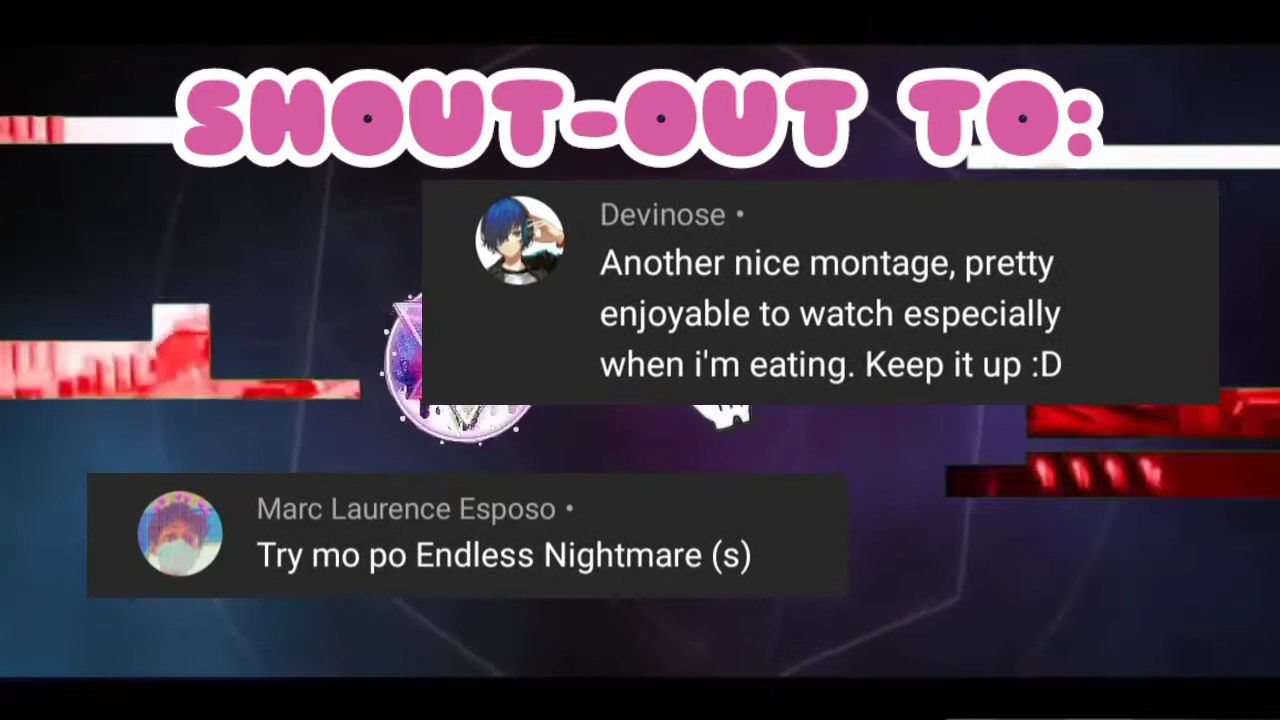 SHOUT-OUT TO:
Devinose •
Another nice montage, pretty
enjoyable to watch especially
when i'm eating. Keep it up :D
Marc Laurence Esposo •
Try mo po Endless Nightmare (s)